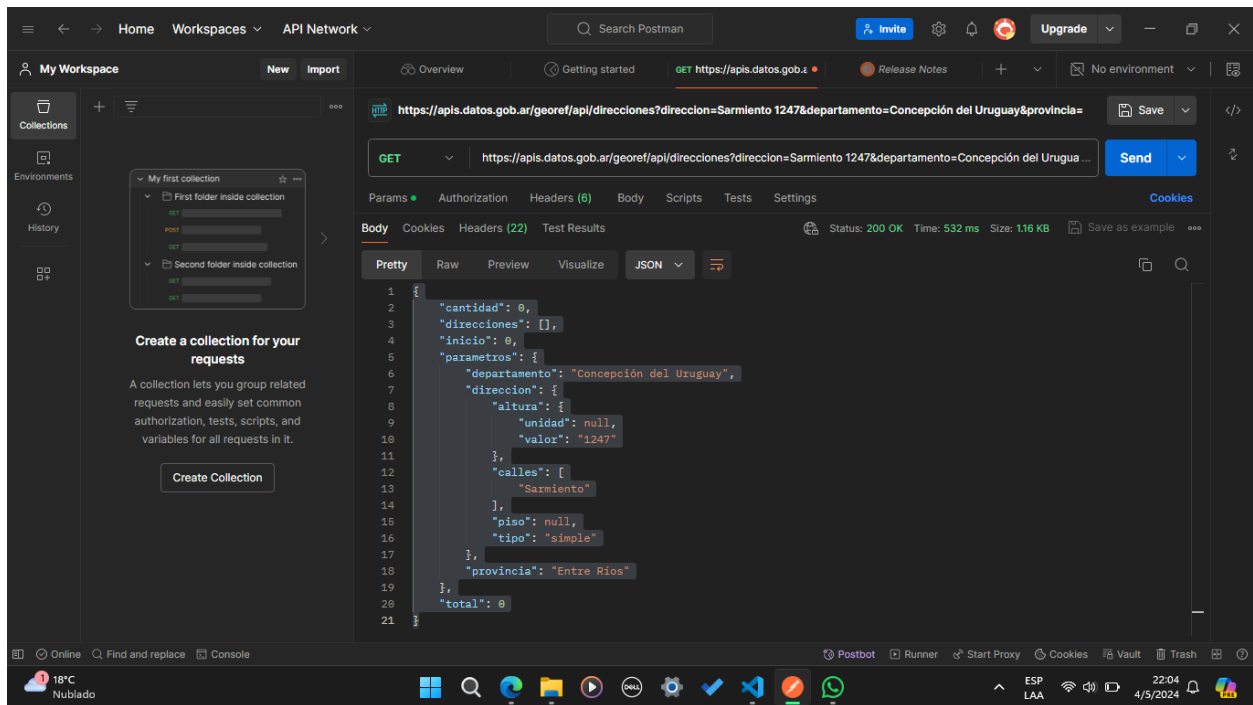 Home Workspaces API Network Search Postman Invite Upgrade
My Workspace New Import Overview Getting started GET https://apis.datos.gob.a Release Notes No environment
Collections
Environments
History
My first collection
First folder inside collection
GET
POST
GET
Second folder inside collection
GET
GET
Create a collection for your
requests
A collection lets you group related
requests and easily set common
authorization, tests, scripts, and
variables for all requests in it.
Create Collection
HTTP https://apis.datos.gob.ar/georef/api/direcciones?direccion=Sarmiento 1247&departamento=Concepción del Uruguay&provincia= Save
GET https://apis.datos.gob.ar/georef/api/direcciones?direccion=Sarmiento 1247&departamento=Concepción del Urugua ... Send
Params Authorization Headers (6) Body Scripts Tests Settings Cookies
Body Cookies Headers (22) Test Results Status: 200 OK Time: 532 ms Size: 1.16 KB Save as example
Pretty Raw Preview Visualize JSON
1 {
2 "cantidad": 0,
3 "direcciones": [],
4 "inicio": 0,
5 "parametros": {
6 "departamento": "Concepción del Uruguay",
7 "direccion": {
8 "altura": {
9 "unidad": null,
10 "valor": "1247"
11 },
12 "calles": [
13 "Sarmiento"
14 ],
15 "piso": null,
16 "tipo": "simple"
17 },
18 "provincia": "Entre Ríos"
19 },
20 "total": 0
21 }
Online Find and replace Console Postbot Runner Start Proxy Cookies Vault Trash
1 18°C
Nublado
DELL
ESP
LAA
22:04
4/5/2024
PRE